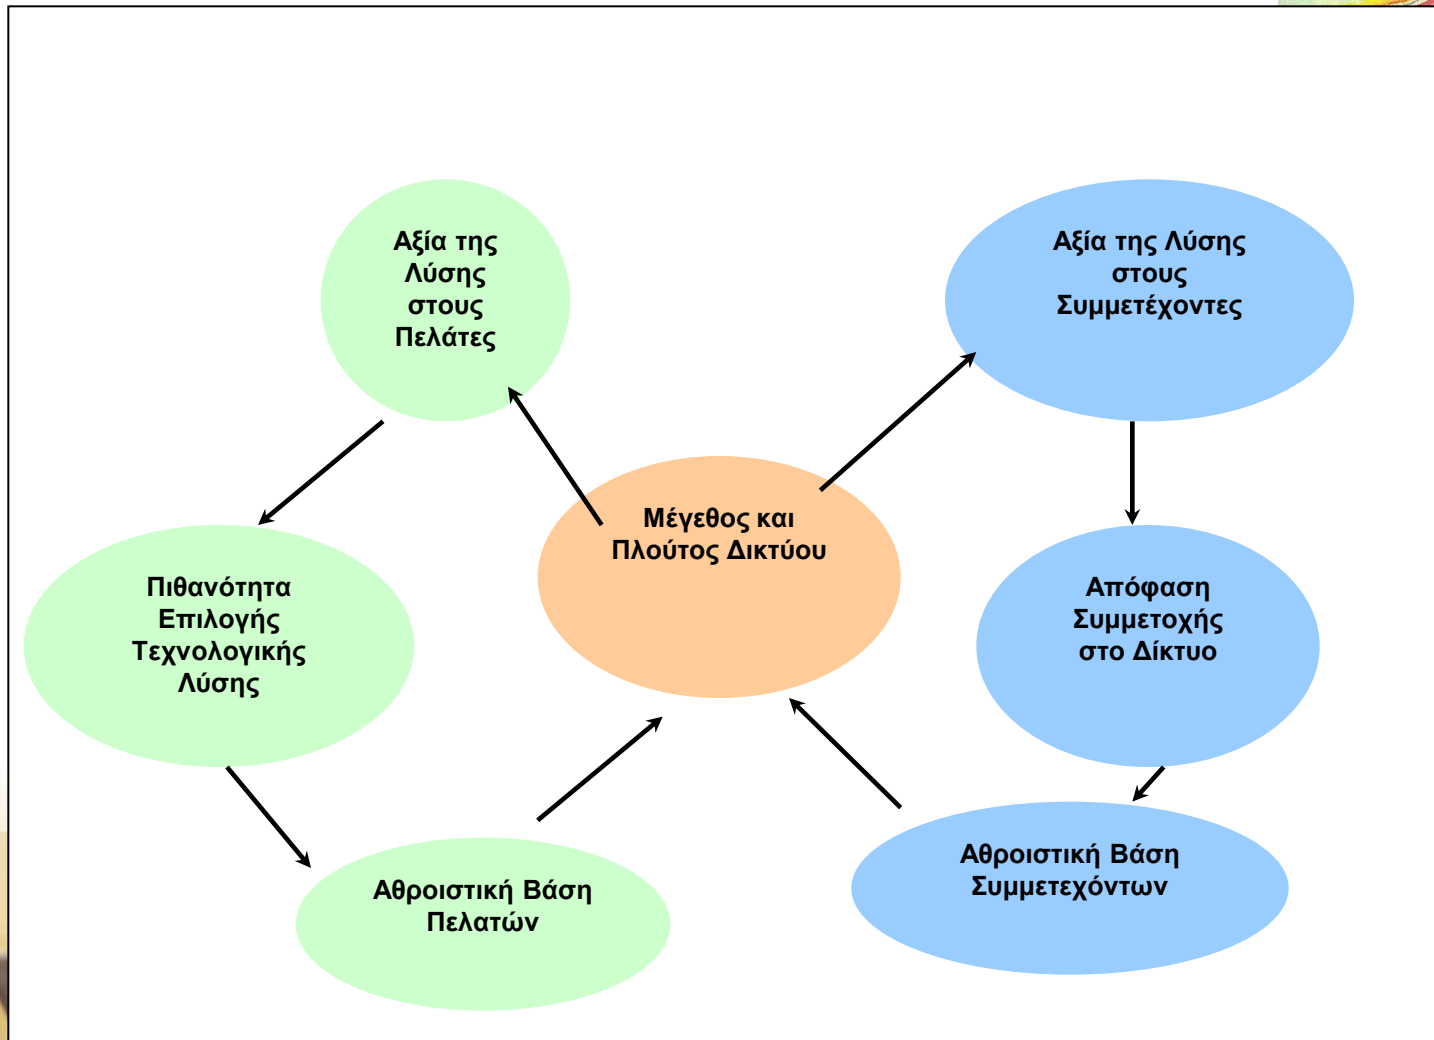 Αξία της
Λύσης
στους
Πελάτες
Αξία της Λύσης
στους
Συμμετέχοντες
Μέγεθος και
Πλούτος Δικτύου
Πιθανότητα
Επιλογής
Τεχνολογικής
Λύσης
Απόφαση
Συμμετοχής
στο Δίκτυο
Αθροιστική Βάση
Πελατών
Αθροιστική Βάση
Συμμετεχόντων